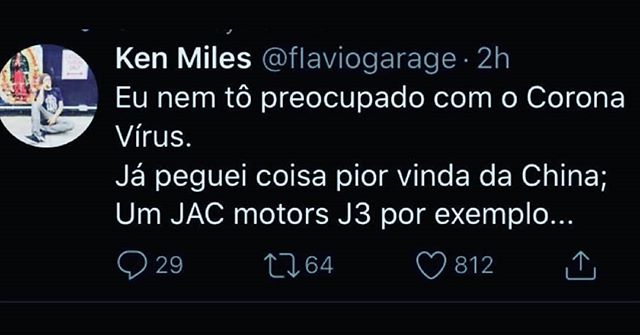 Ken Miles @flaviogarage · 2h
Eu nem tô preocupado com o Corona
Vírus.
Já peguei coisa pior vinda da China;
Um JAC motors J3 por exemplo...
29 64 812